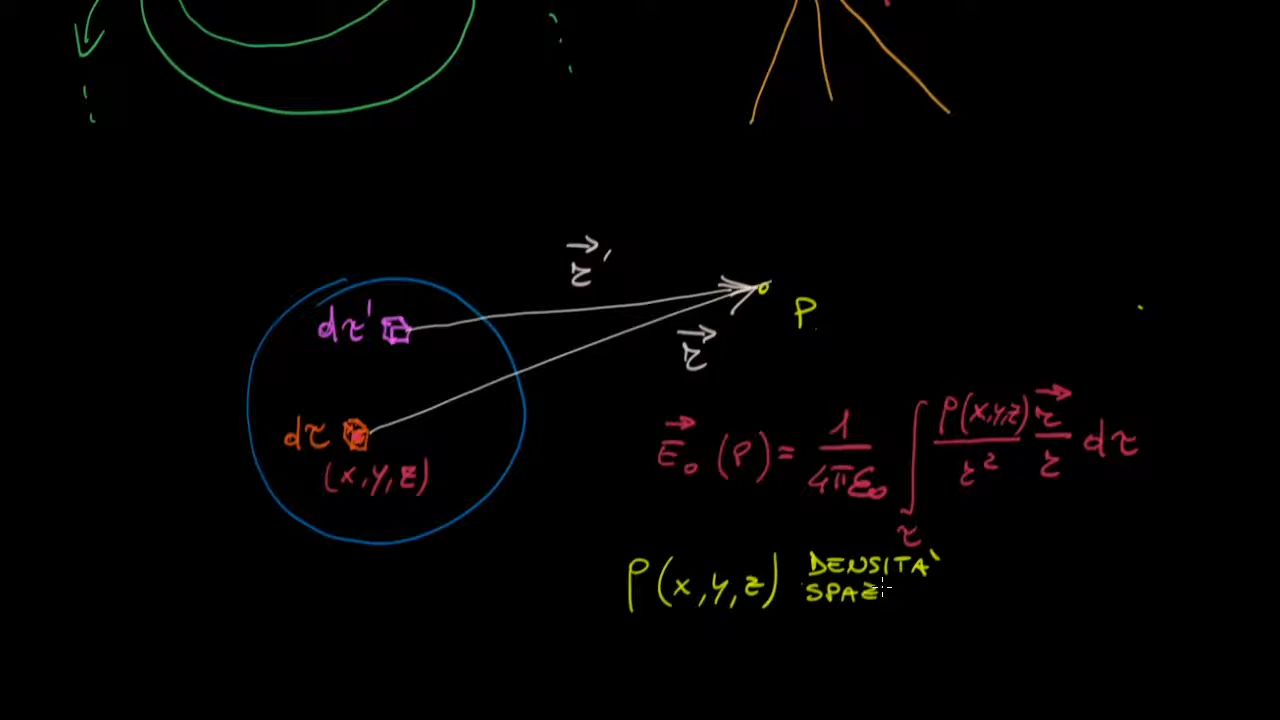 r⃗ '
dτ'
P
r⃗
E⃗₀ (P) = 1/4πε₀ ∫τ ρ(x,y,z)/r² r⃗/r dτ
dτ
(x,y,z)
ρ(x,y,z) DENSITA'
SPAZ